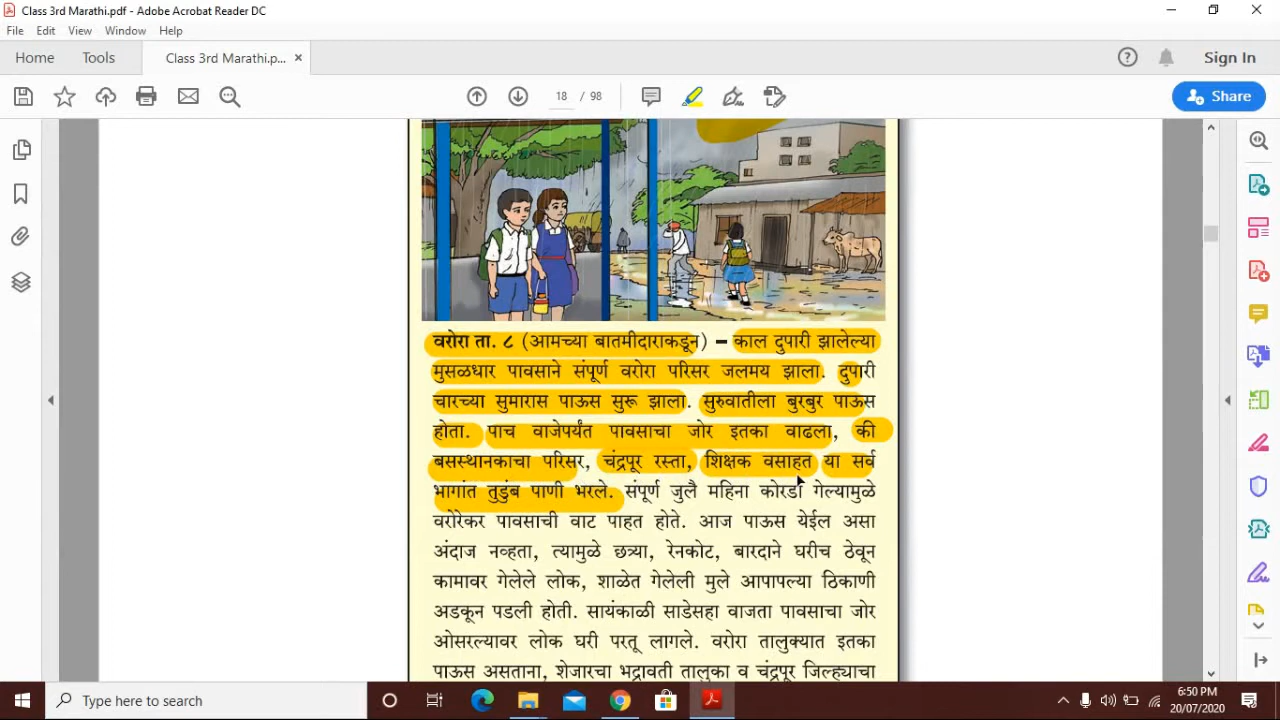 Class 3rd Marathi.pdf - Adobe Acrobat Reader DC
File Edit View Window Help
Home Tools Class 3rd Marathi.p... Sign In
18 / 98 Share
वरोरा ता. ८ (आमच्या बातमीदाराकडून) – काल दुपारी झालेल्या
मुसळधार पावसाने संपूर्ण वरोरा परिसर जलमय झाला. दुपारी
चारच्या सुमारास पाऊस सुरू झाला. सुरुवातीला बुरबुर पाऊस
होता. पाच वाजेपर्यंत पावसाचा जोर इतका वाढला, की
बसस्थानकाचा परिसर, चंद्रपूर रस्ता, शिक्षक वसाहत या सर्व
भागांत तुडुंब पाणी भरले. संपूर्ण जुलै महिना कोरडा गेल्यामुळे
वरोरेकर पावसाची वाट पाहत होते. आज पाऊस येईल असा
अंदाज नव्हता, त्यामुळे छत्र्या, रेनकोट, बारदाने घरीच ठेवून
कामावर गेलेले लोक, शाळेत गेलेली मुले आपापल्या ठिकाणी
अडकून पडली होती. सायंकाळी साडेसहा वाजता पावसाचा जोर
ओसरल्यावर लोक घरी परतू लागले. वरोरा तालुक्यात इतका
पाऊस असताना, शेजारचा भद्रावती तालुका व चंद्रपूर जिल्ह्याचा
Type here to search
6:50 PM
20/07/2020